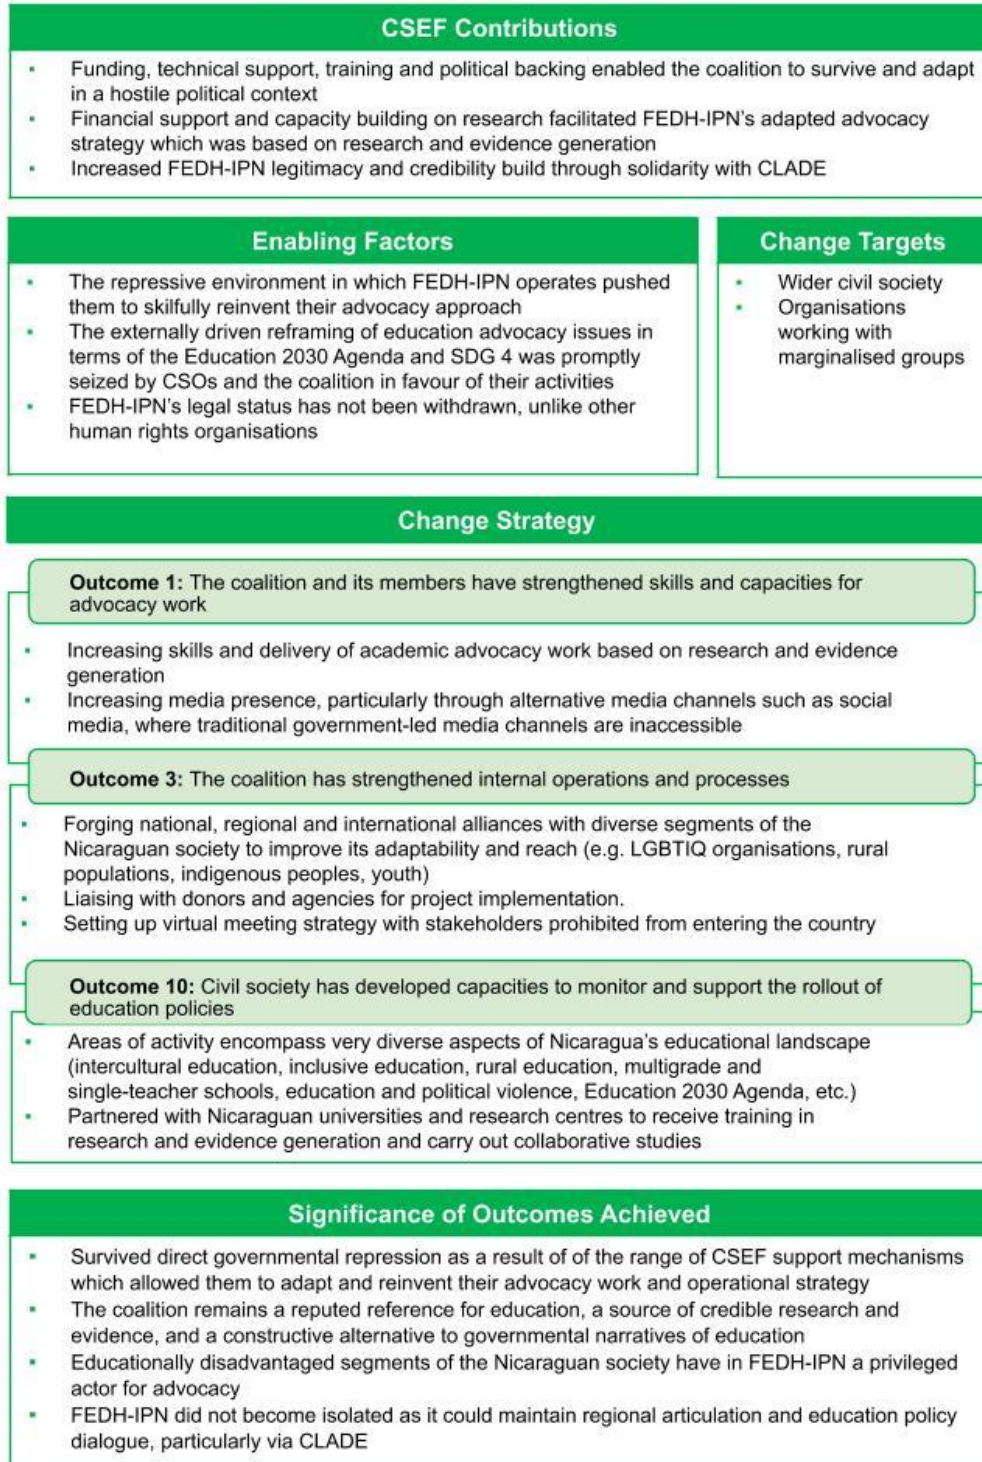 CSEF Contributions
▪ Funding, technical support, training and political backing enabled the coalition to survive and adapt
in a hostile political context
▪ Financial support and capacity building on research facilitated FEDH-IPN's adapted advocacy
strategy which was based on research and evidence generation
▪ Increased FEDH-IPN legitimacy and credibility build through solidarity with CLADE
Enabling Factors
▪ The repressive environment in which FEDH-IPN operates pushed
them to skilfully reinvent their advocacy approach
▪ The externally driven reframing of education advocacy issues in
terms of the Education 2030 Agenda and SDG 4 was promptly
seized by CSOs and the coalition in favour of their activities
▪ FEDH-IPN's legal status has not been withdrawn, unlike other
human rights organisations
Change Targets
▪ Wider civil society
▪ Organisations
working with
marginalised groups
Change Strategy
Outcome 1: The coalition and its members have strengthened skills and capacities for
advocacy work
▪ Increasing skills and delivery of academic advocacy work based on research and evidence
generation
▪ Increasing media presence, particularly through alternative media channels such as social
media, where traditional government-led media channels are inaccessible
Outcome 3: The coalition has strengthened internal operations and processes
▪ Forging national, regional and international alliances with diverse segments of the
Nicaraguan society to improve its adaptability and reach (e.g. LGBTIQ organisations, rural
populations, indigenous peoples, youth)
▪ Liaising with donors and agencies for project implementation.
▪ Setting up virtual meeting strategy with stakeholders prohibited from entering the country
Outcome 10: Civil society has developed capacities to monitor and support the rollout of
education policies
▪ Areas of activity encompass very diverse aspects of Nicaragua's educational landscape
(intercultural education, inclusive education, rural education, multigrade and
single-teacher schools, education and political violence, Education 2030 Agenda, etc.)
▪ Partnered with Nicaraguan universities and research centres to receive training in
research and evidence generation and carry out collaborative studies
Significance of Outcomes Achieved
▪ Survived direct governmental repression as a result of of the range of CSEF support mechanisms
which allowed them to adapt and reinvent their advocacy work and operational strategy
▪ The coalition remains a reputed reference for education, a source of credible research and
evidence, and a constructive alternative to governmental narratives of education
▪ Educationally disadvantaged segments of the Nicaraguan society have in FEDH-IPN a privileged
actor for advocacy
▪ FEDH-IPN did not become isolated as it could maintain regional articulation and education policy
dialogue, particularly via CLADE